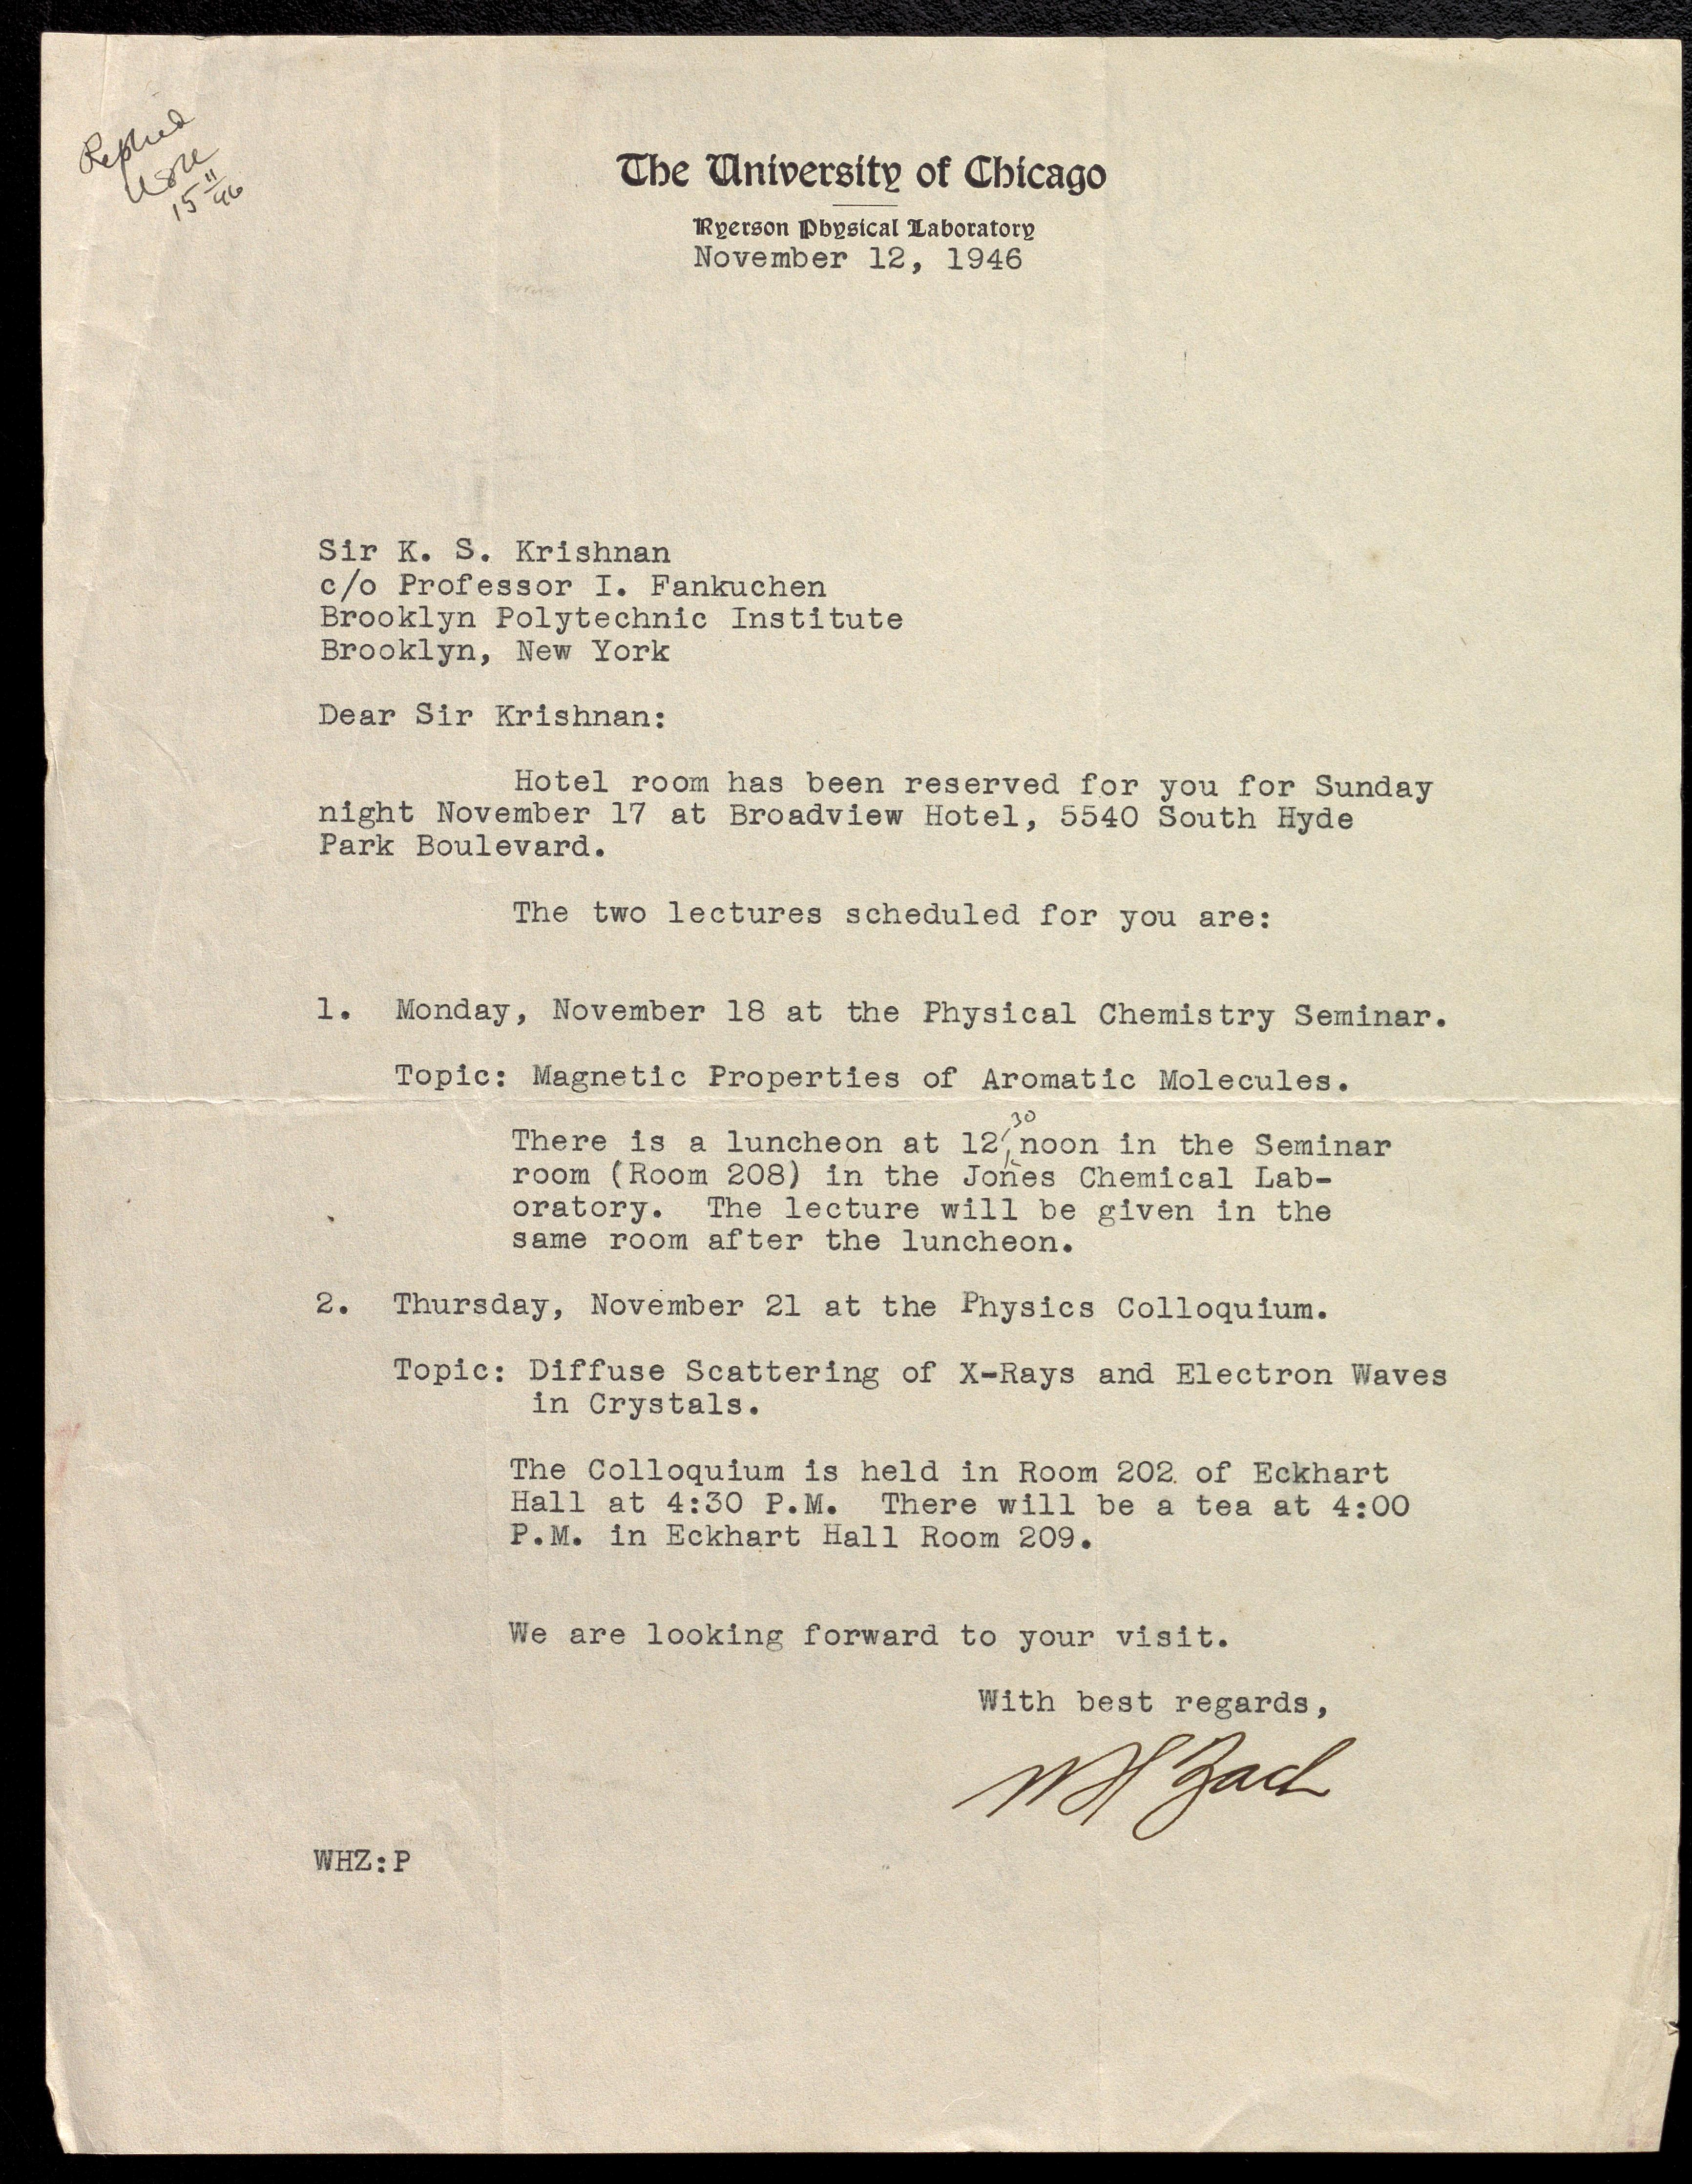 Replied
15 11/46
The University of Chicago
Ryerson Physical Laboratory
November 12, 1946
Sir K. S. Krishnan
c/o Professor I. Fankuchen
Brooklyn Polytechnic Institute
Brooklyn, New York
Dear Sir Krishnan:
Hotel room has been reserved for you for Sunday
night November 17 at Broadview Hotel, 5540 South Hyde
Park Boulevard.
The two lectures scheduled for you are:
1. Monday, November 18 at the Physical Chemistry Seminar.
Topic: Magnetic Properties of Aromatic Molecules.
30
There is a luncheon at 12 noon in the Seminar
room (Room 208) in the Jones Chemical Lab-
oratory. The lecture will be given in the
same room after the luncheon.
2. Thursday, November 21 at the Physics Colloquium.
Topic: Diffuse Scattering of X-Rays and Electron Waves
in Crystals.
The Colloquium is held in Room 202 of Eckhart
Hall at 4:30 P.M. There will be a tea at 4:00
P.M. in Eckhart Hall Room 209.
We are looking forward to your visit.
With best regards,
WH Zach
WHZ:P